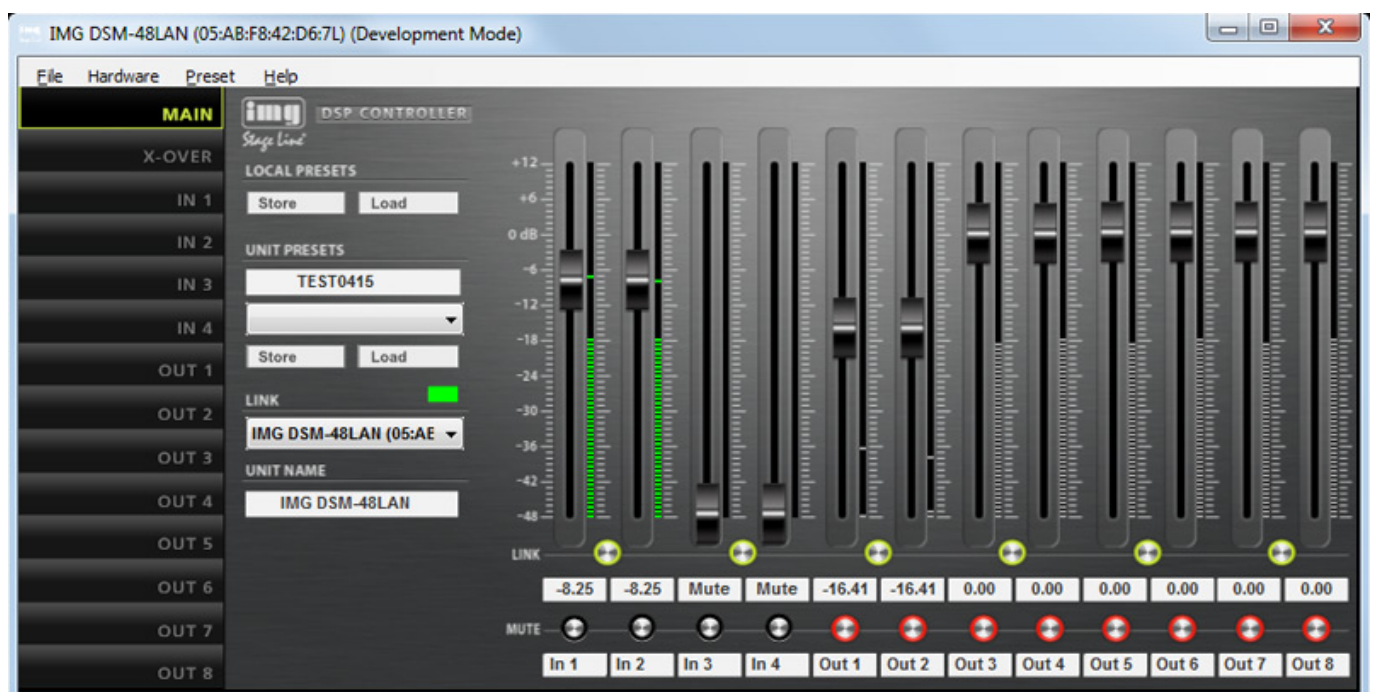 IMG DSM-48LAN (05:AB:F8:42:D6:7L) (Development Mode)
File Hardware Preset Help
MAIN
X-OVER
IN 1
IN 2
IN 3
IN 4
OUT 1
OUT 2
OUT 3
OUT 4
OUT 5
OUT 6
OUT 7
OUT 8
img DSP CONTROLLER
Stage Line
LOCAL PRESETS
Store Load
UNIT PRESETS
TEST0415
Store Load
LINK
IMG DSM-48LAN (05:AE
UNIT NAME
IMG DSM-48LAN
+12
+6
0 dB
-6
-12
-18
-24
-30
-36
-42
-48
LINK
-8.25 -8.25 Mute Mute -16.41 -16.41 0.00 0.00 0.00 0.00 0.00 0.00
MUTE
In 1 In 2 In 3 In 4 Out 1 Out 2 Out 3 Out 4 Out 5 Out 6 Out 7 Out 8